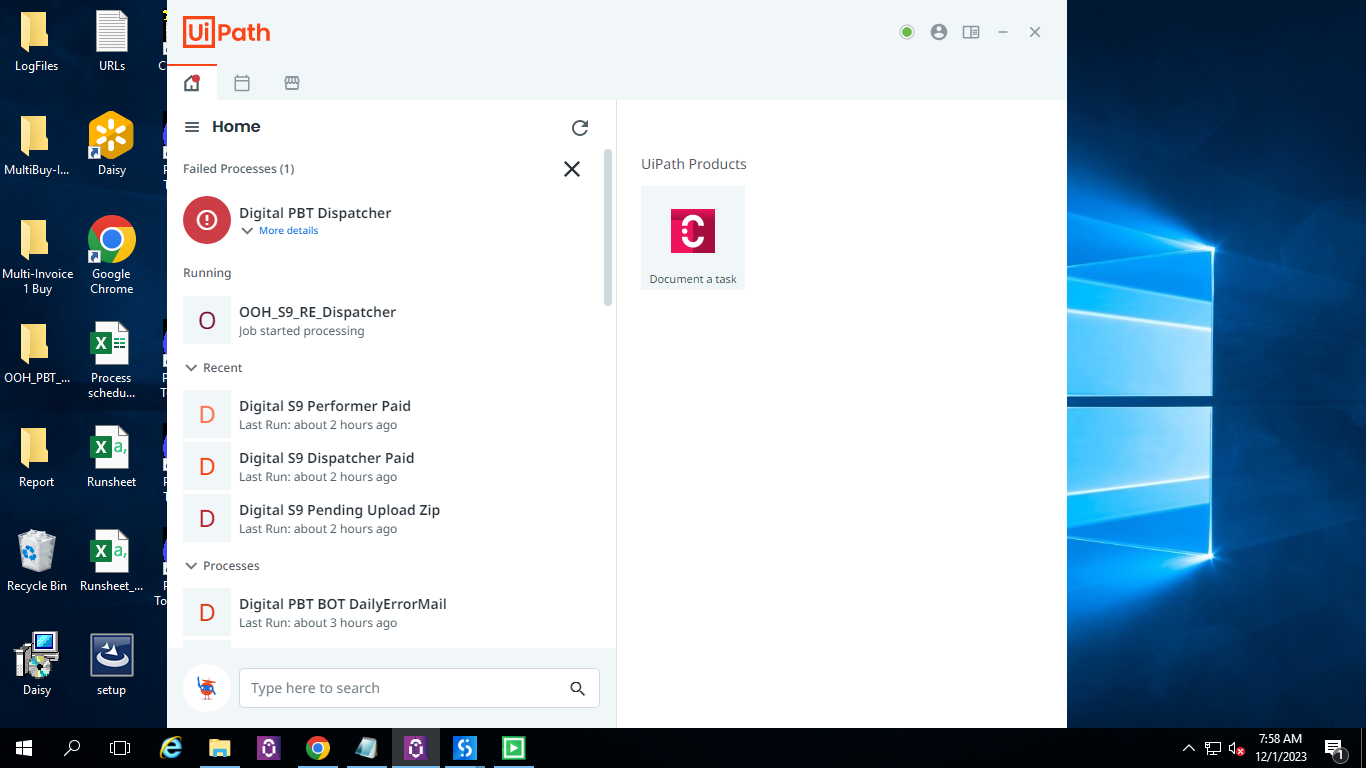 LogFiles
URLs
MultiBuy-I...
Daisy
Multi-Invoice
1 Buy
Google
Chrome
OOH_PBT_...
Process
schedu...
Report
Runsheet
Recycle Bin
Runsheet_...
Daisy
setup
UiPath
Home
Failed Processes (1)
Digital PBT Dispatcher
More details
Running
O
OOH_S9_RE_Dispatcher
Job started processing
Recent
D
Digital S9 Performer Paid
Last Run: about 2 hours ago
D
Digital S9 Dispatcher Paid
Last Run: about 2 hours ago
D
Digital S9 Pending Upload Zip
Last Run: about 2 hours ago
Processes
D
Digital PBT BOT DailyErrorMail
Last Run: about 3 hours ago
Type here to search
UiPath Products
Document a task
7:58 AM
12/1/2023
1